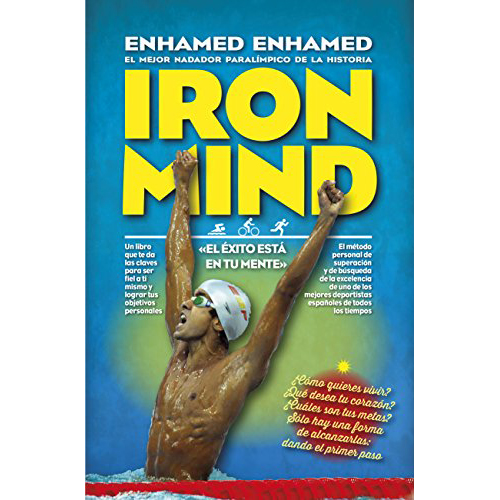 ENHAMED ENHAMED
EL MEJOR NADADOR PARALÍMPICO DE LA HISTORIA
IRON
MIND
«EL ÉXITO ESTÁ
EN TU MENTE»
Un libro
que te da
las claves
para ser
fiel a ti
mismo y
lograr tus
objetivos
personales
El método
personal de
superación
y de búsqueda
de la excelencia
de uno de los
mejores deportistas
españoles de todos
los tiempos
¿Cómo quieres vivir?
¿Qué desea tu corazón?
¿Cuáles son tus metas?
Sólo hay una forma
de alcanzarlas:
dando el primer paso